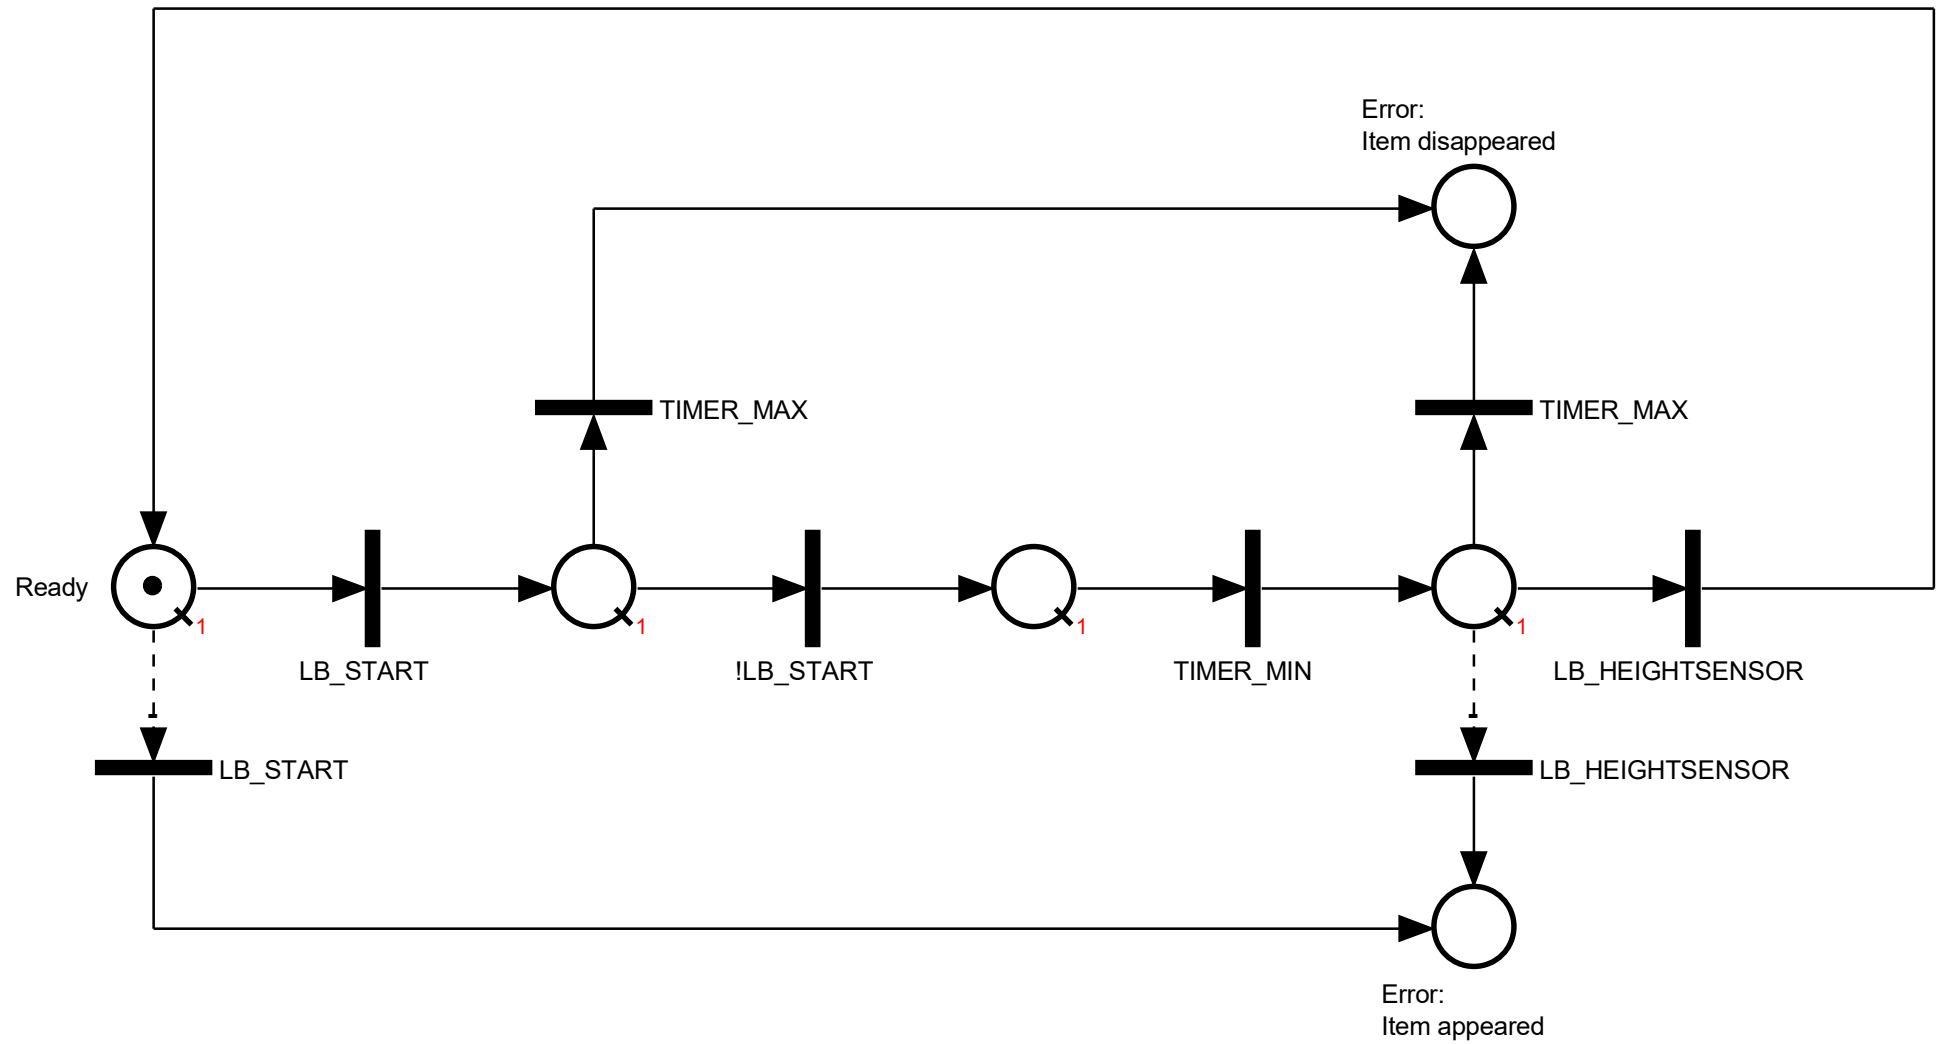 Error:
Item disappeared
TIMER_MAX
TIMER_MAX
Ready
1
1
1
1
LB_START
!LB_START
TIMER_MIN
LB_HEIGHTSENSOR
LB_START
LB_HEIGHTSENSOR
Error:
Item appeared